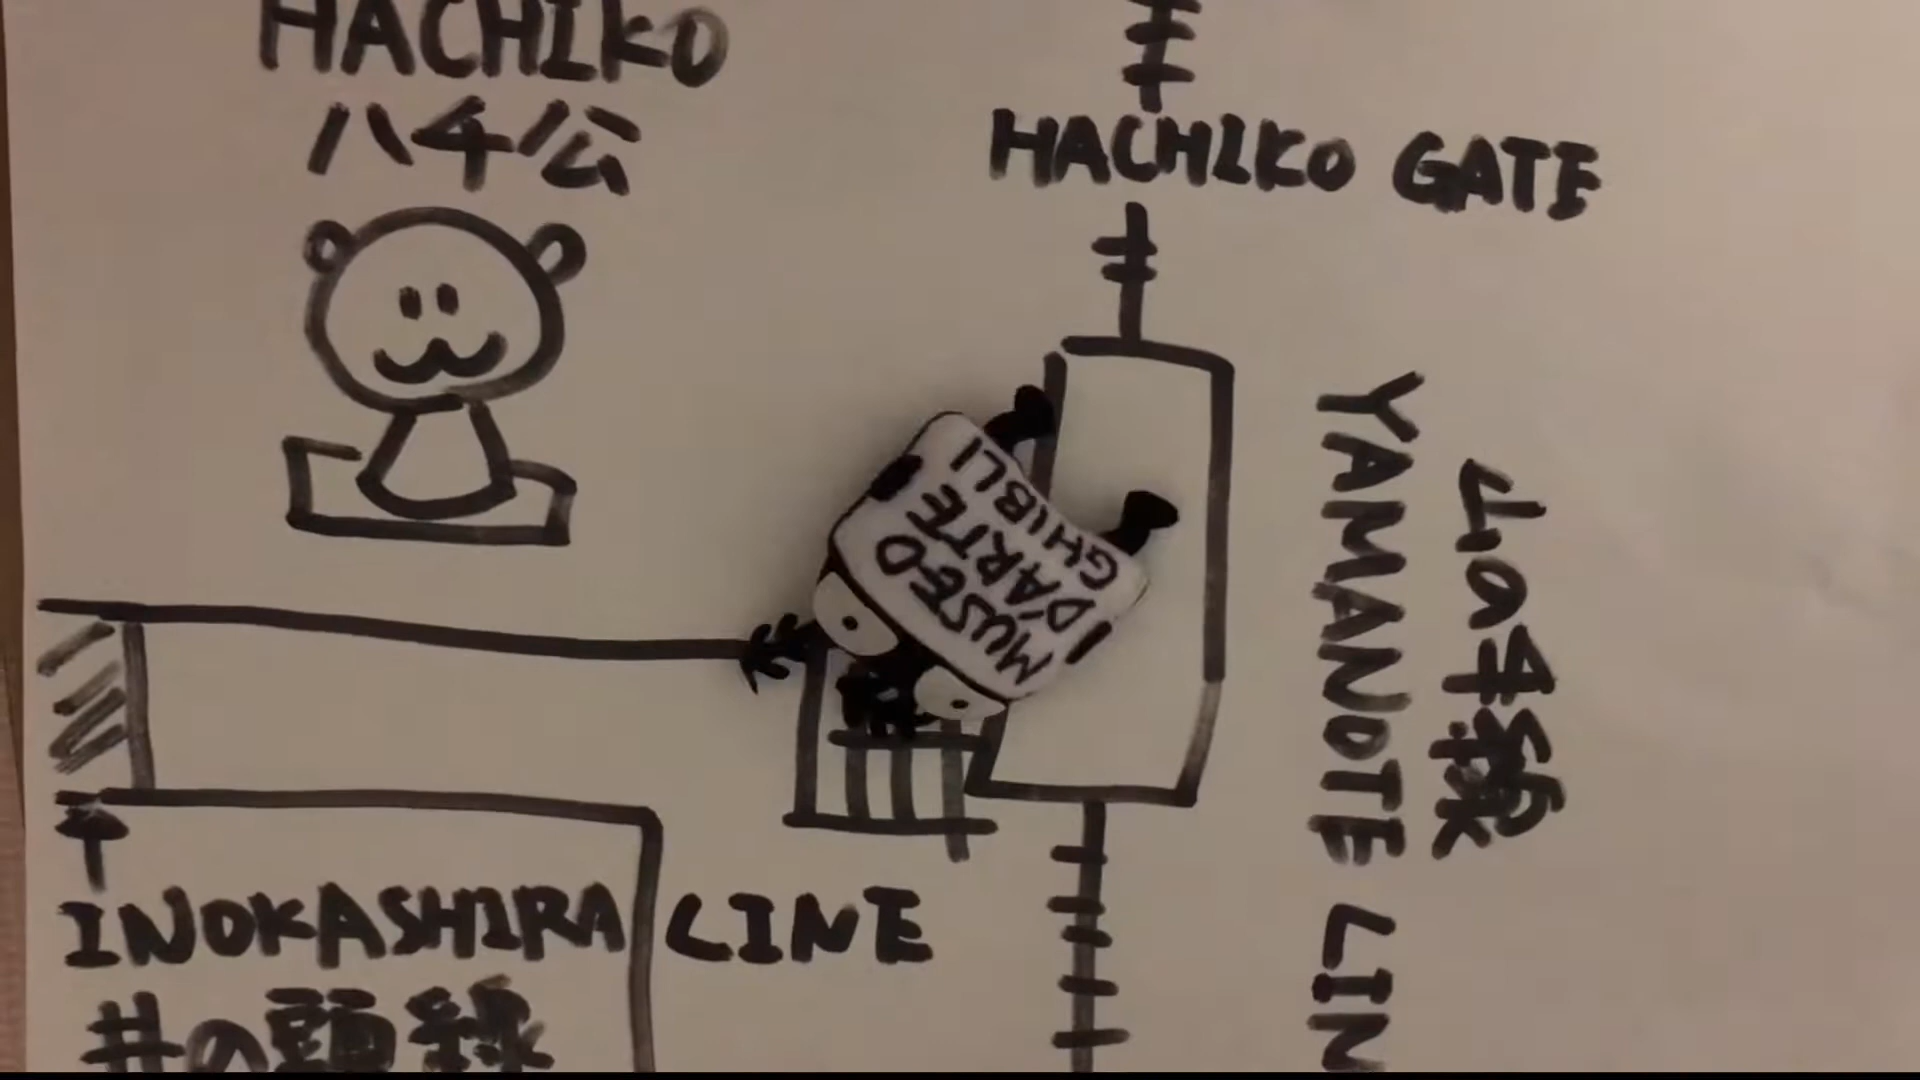 HACHIKO
ハチ公
HACHIKO GATE
MUSEO
D'ARTE
GHIBLI
YAMANOTE LIN
山の手線
INOKASHIRA LINE
井の頭線